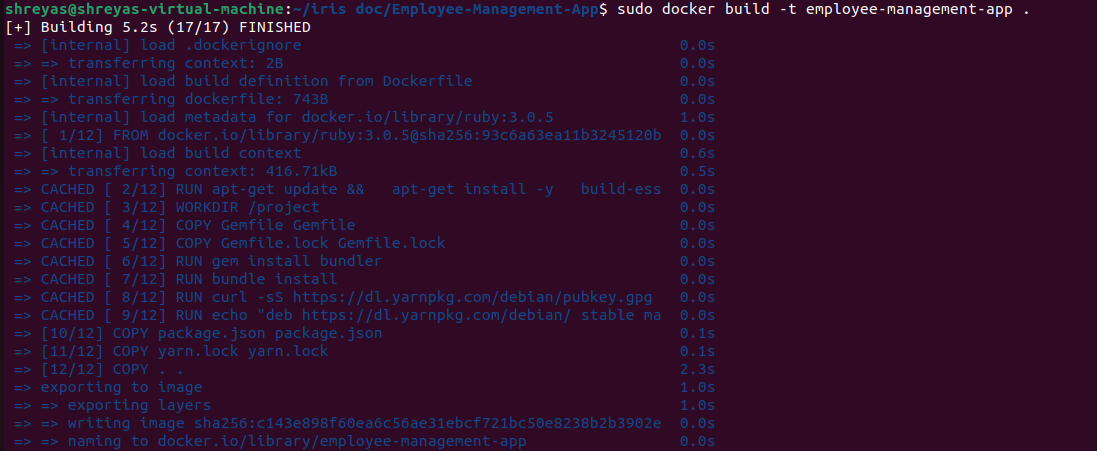 shreyas@shreyas-virtual-machine:~/iris doc/Employee-Management-App$ sudo docker build -t employee-management-app .
[+] Building 5.2s (17/17) FINISHED
=> [internal] load .dockerignore 0.0s
=> => transferring context: 2B 0.0s
=> [internal] load build definition from Dockerfile 0.0s
=> => transferring dockerfile: 743B 0.0s
=> [internal] load metadata for docker.io/library/ruby:3.0.5 1.0s
=> [ 1/12] FROM docker.io/library/ruby:3.0.5@sha256:93c6a63ea11b3245120b 0.0s
=> [internal] load build context 0.6s
=> => transferring context: 416.71kB 0.5s
=> CACHED [ 2/12] RUN apt-get update &&   apt-get install -y   build-ess 0.0s
=> CACHED [ 3/12] WORKDIR /project 0.0s
=> CACHED [ 4/12] COPY Gemfile Gemfile 0.0s
=> CACHED [ 5/12] COPY Gemfile.lock Gemfile.lock 0.0s
=> CACHED [ 6/12] RUN gem install bundler 0.0s
=> CACHED [ 7/12] RUN bundle install 0.0s
=> CACHED [ 8/12] RUN curl -sS https://dl.yarnpkg.com/debian/pubkey.gpg 0.0s
=> CACHED [ 9/12] RUN echo "deb https://dl.yarnpkg.com/debian/ stable ma 0.0s
=> [10/12] COPY package.json package.json 0.1s
=> [11/12] COPY yarn.lock yarn.lock 0.1s
=> [12/12] COPY . . 2.3s
=> exporting to image 1.0s
=> => exporting layers 1.0s
=> => writing image sha256:c143e898f60ea6c56ae31ebcf721bc50e8238b2b3902e 0.0s
=> => naming to docker.io/library/employee-management-app 0.0s